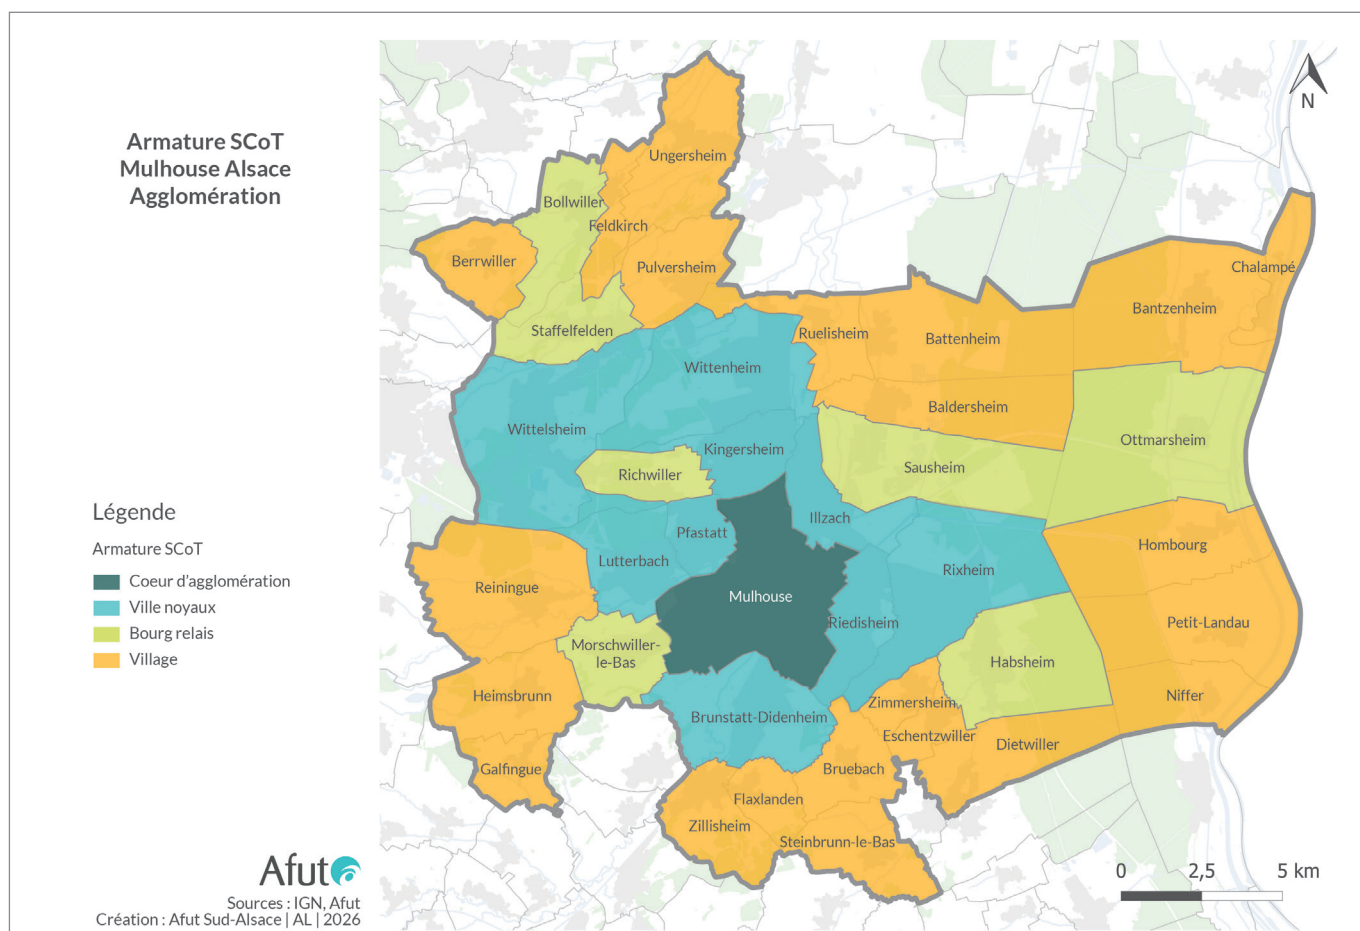 Armature SCoT
Mulhouse Alsace
Agglomération
N
Ungersheim
Bollwiller
Feldkirch
Berrwiller
Pulversheim
Chalampé
Bantzenheim
Staffelfelden
Ruelisheim
Battenheim
Wittenheim
Baldersheim
Wittelsheim
Ottmarsheim
Kingersheim
Sausheim
Richwiller
Illzach
Pfastatt
Hombourg
Lutterbach
Rixheim
Reiningue
Mulhouse
Riedisheim
Petit-Landau
Morschwiller-
le-Bas
Habsheim
Heimsbrunn
Niffer
Zimmersheim
Brunstatt-Didenheim
Eschentzwiller
Dietwiller
Galfingue
Bruebach
Flaxlanden
Zillisheim
Steinbrunn-le-Bas
Légende
Armature SCoT
Coeur d'agglomération
Ville noyaux
Bourg relais
Village
Afut
Sources : IGN, Afut
Création : Afut Sud-Alsace | AL | 2026
0 2,5 5 km